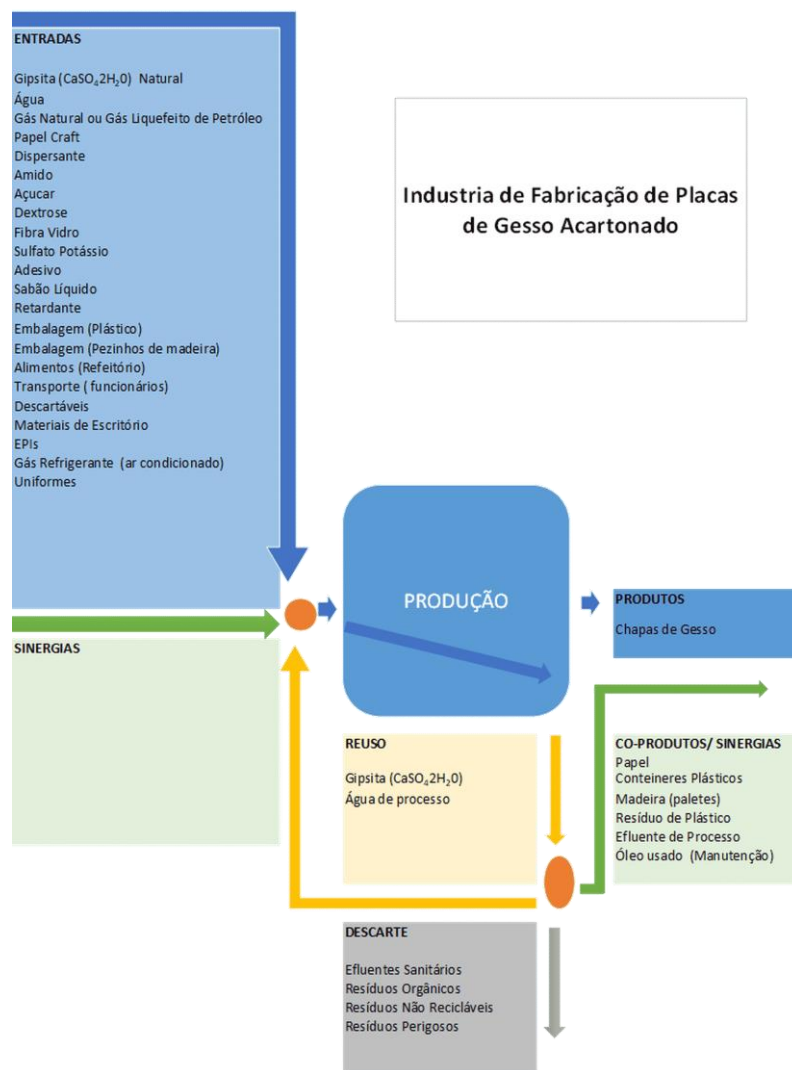 ENTRADAS
Gipsita (CaSO₄2H₂0) Natural
Água
Gás Natural ou Gás Liquefeito de Petróleo
Papel Craft
Dispersante
Amido
Açucar
Dextrose
Fibra Vidro
Sulfato Potássio
Adesivo
Sabão Líquido
Retardante
Embalagem (Plástico)
Embalagem (Pezinhos de madeira)
Alimentos (Refeitório)
Transporte ( funcionários)
Descartáveis
Materiais de Escritório
EPIs
Gás Refrigerante (ar condicionado)
Uniformes
Industria de Fabricação de Placas
de Gesso Acartonado
PRODUÇÃO
PRODUTOS
Chapas de Gesso
SINERGIAS
REUSO
Gipsita (CaSO₄2H₂0)
Água de processo
CO-PRODUTOS/ SINERGIAS
Papel
Conteineres Plásticos
Madeira (paletes)
Resíduo de Plástico
Efluente de Processo
Óleo usado (Manutenção)
DESCARTE
Efluentes Sanitários
Resíduos Orgânicos
Resíduos Não Recicláveis
Resíduos Perigosos